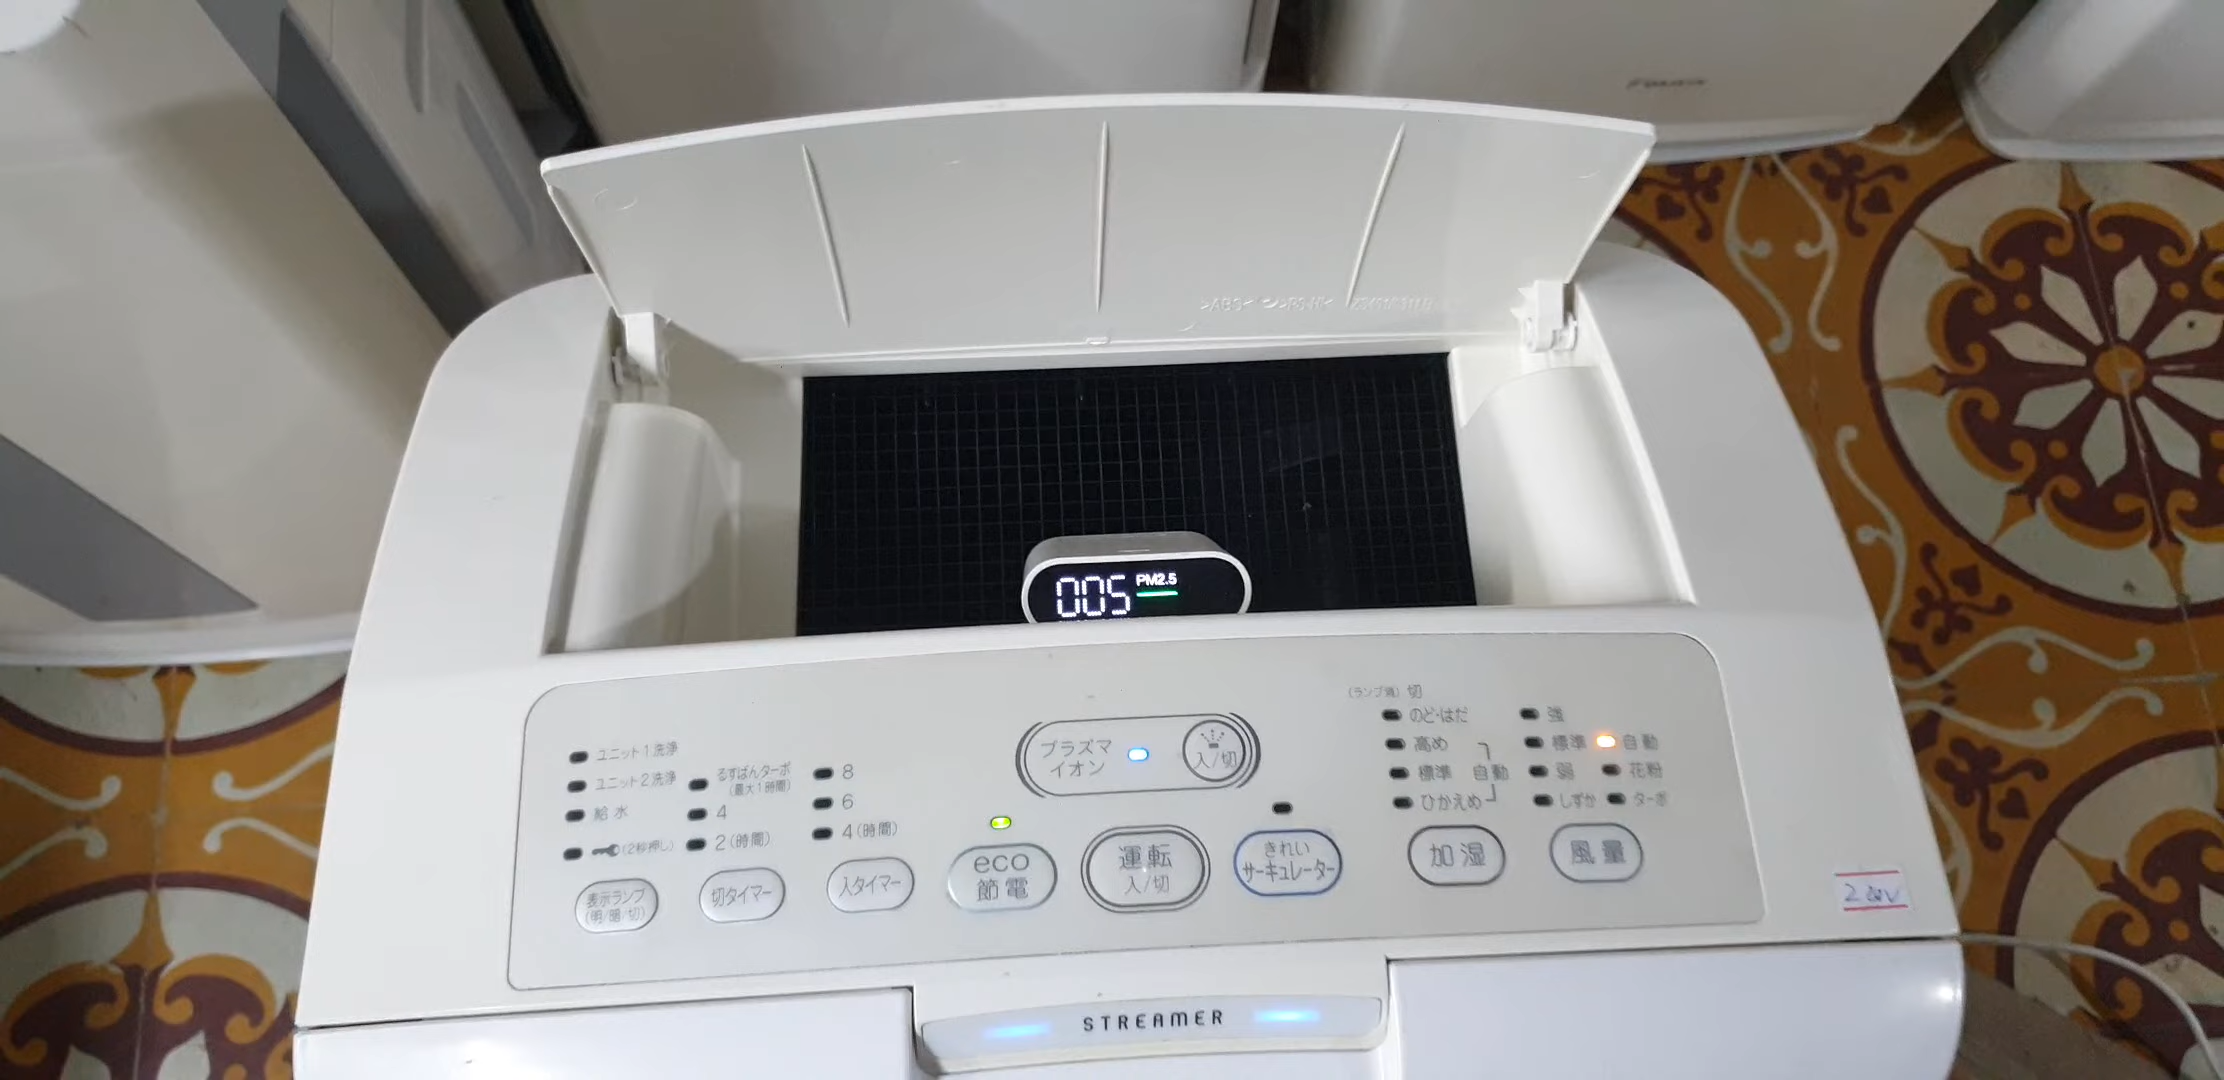 005 PM2.5
(ランプ消) 切
のど・はだ
高め
標準
自動
ひかえめ
加湿
強
標準
自動
弱
花粉
しずか
ターボ
風量
プラズマ
イオン
入/切
ユニット1洗浄
ユニット2洗浄
給水
(2秒押し)
表示ランプ
(明/暗/切)
るすばんターボ
(最大1時間)
4
2(時間)
切タイマー
8
6
4(時間)
入タイマー
eco
節電
運転
入/切
きれい
サーキュレーター
STREAMER